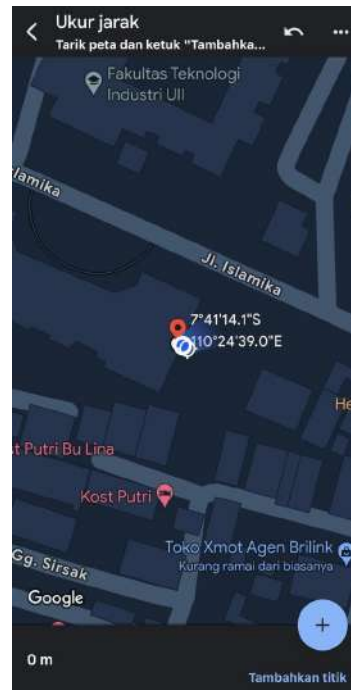 Ukur jarak
Tarik peta dan ketuk "Tambahka...
Fakultas Teknologi
Industri UII
slamika
Jl. Islamika
7°41'14.1"S
110°24'39.0"E
He
t Putri Bu Lina
Kost Putri
Toko Xmot Agen Brilink
Kurang ramai dari biasanya
Gg. Sirsak
Google
0 m
Tambahkan titik